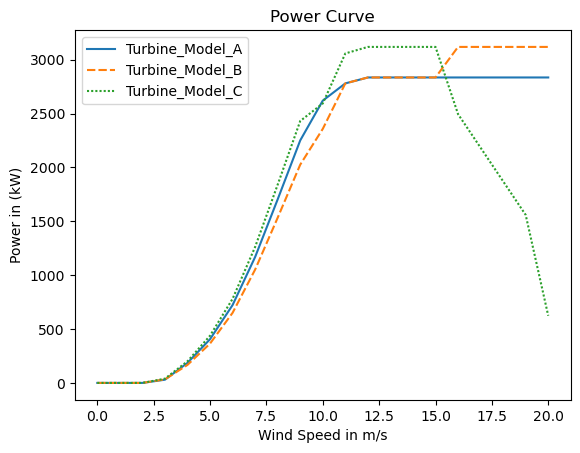 Power Curve
Turbine_Model_A
Turbine_Model_B
Turbine_Model_C
Power in (kW)
3000
2500
2000
1500
1000
500
0
0.0 2.5 5.0 7.5 10.0 12.5 15.0 17.5 20.0
Wind Speed in m/s